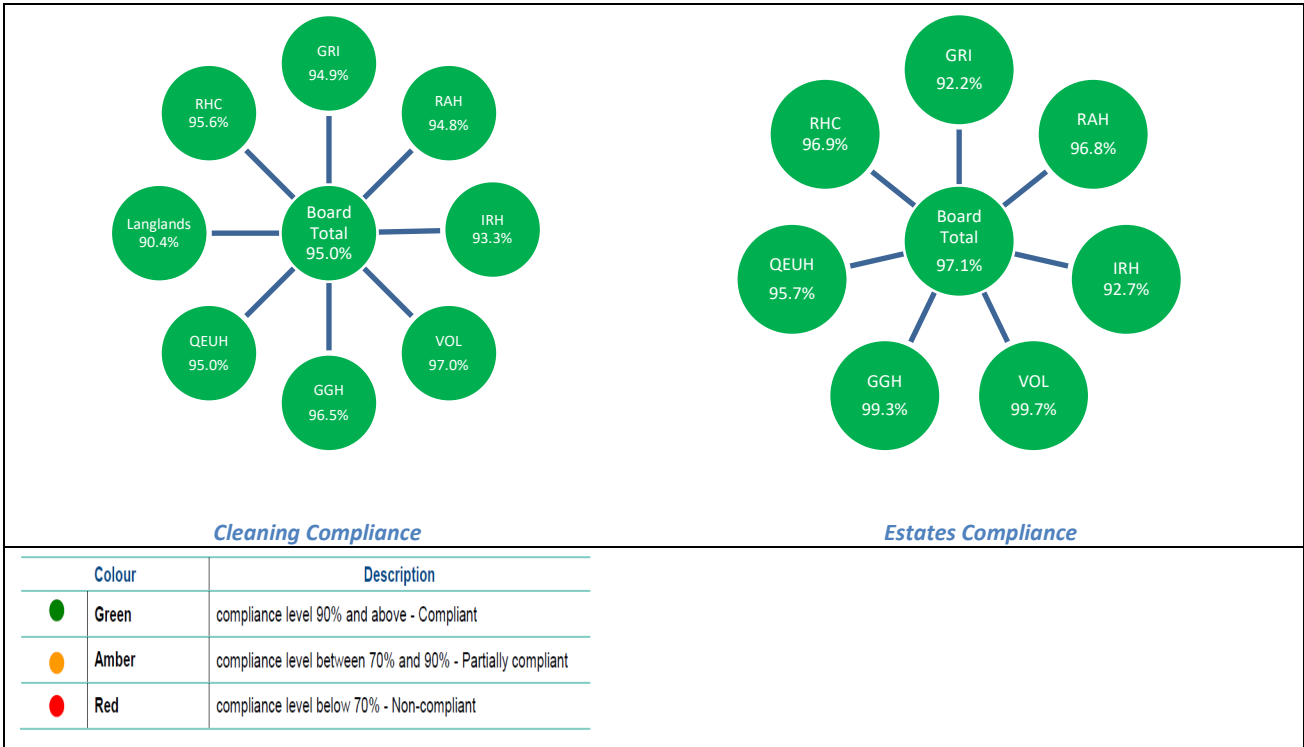 GRI
94.9%
RAH
94.8%
IRH
93.3%
VOL
97.0%
GGH
96.5%
QEUH
95.0%
Langlands
90.4%
RHC
95.6%
Board
Total
95.0%
Cleaning Compliance
GRI
92.2%
RAH
96.8%
IRH
92.7%
VOL
99.7%
GGH
99.3%
QEUH
95.7%
RHC
96.9%
Board
Total
97.1%
Estates Compliance
Colour Description
Green compliance level 90% and above - Compliant
Amber compliance level between 70% and 90% - Partially compliant
Red compliance level below 70% - Non-compliant